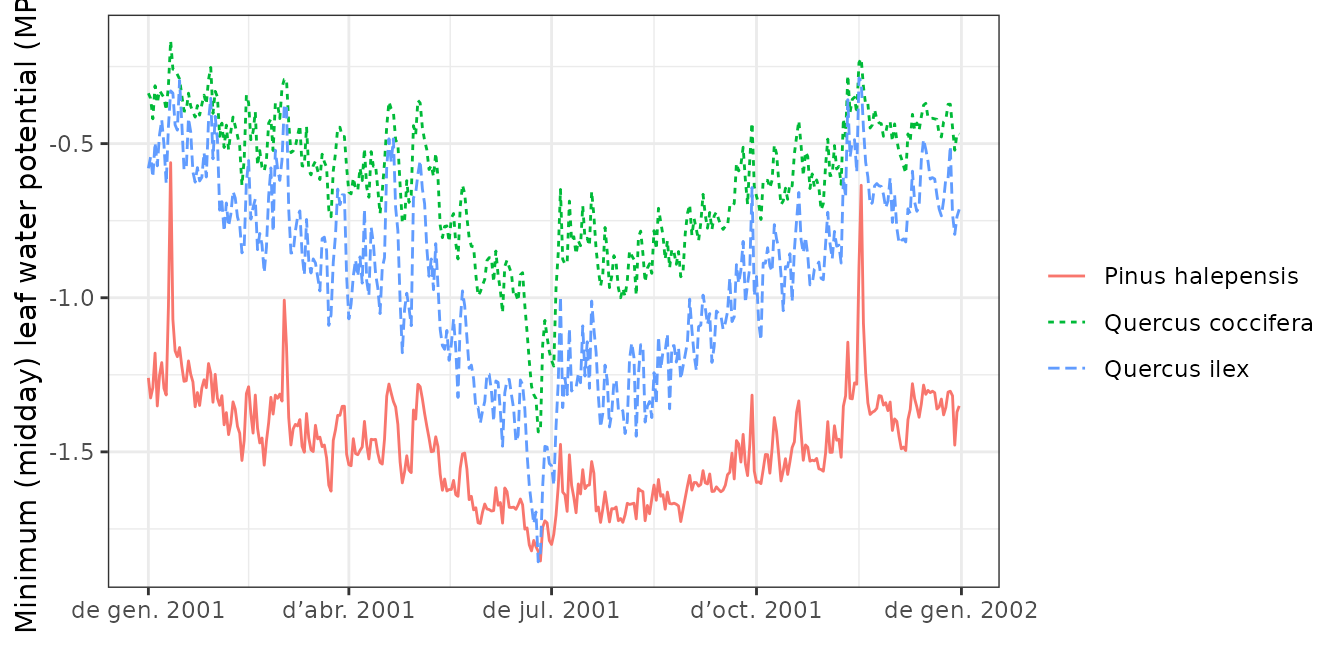 Minimum (midday) leaf water potential (MP
-0.5
-1.0
-1.5
de gen. 2001
d’abr. 2001
de jul. 2001
d’oct. 2001
de gen. 2002
Pinus halepensis
Quercus coccifera
Quercus ilex